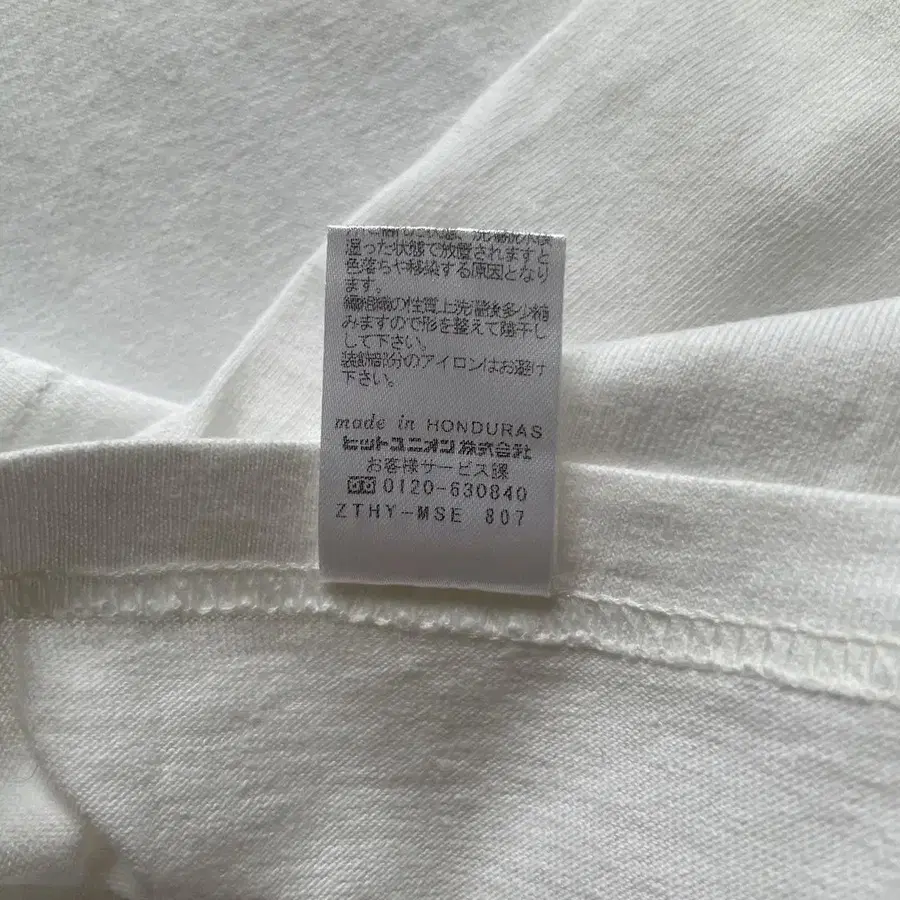 湿った状態で放置されますと
色落ちや移染する原因となり
ます。
繊組織の性質上洗濯後多少縮
みますので形を整えて陰干し
して下さい。
装飾部分のアイロンはお避け
下さい。
made in HONDURAS
ヒットユニオン株式会社
お客様サービス課
0120-630840
ZTHY-MSE 807